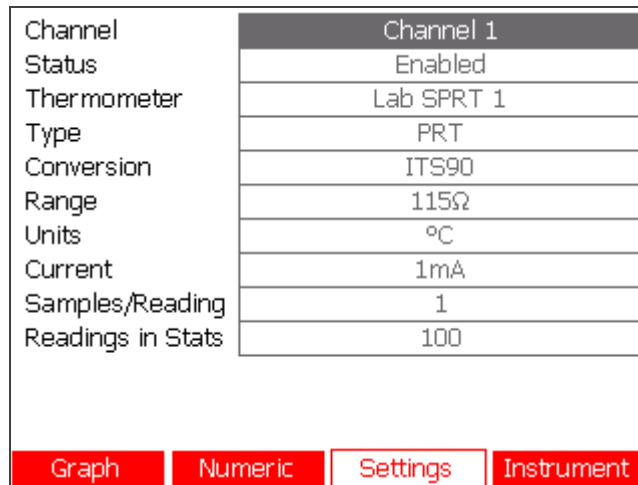 Channel Channel 1
Status Enabled
Thermometer Lab SPRT 1
Type PRT
Conversion ITS90
Range 115Ω
Units ºC
Current 1mA
Samples/Reading 1
Readings in Stats 100
Graph Numeric Settings Instrument